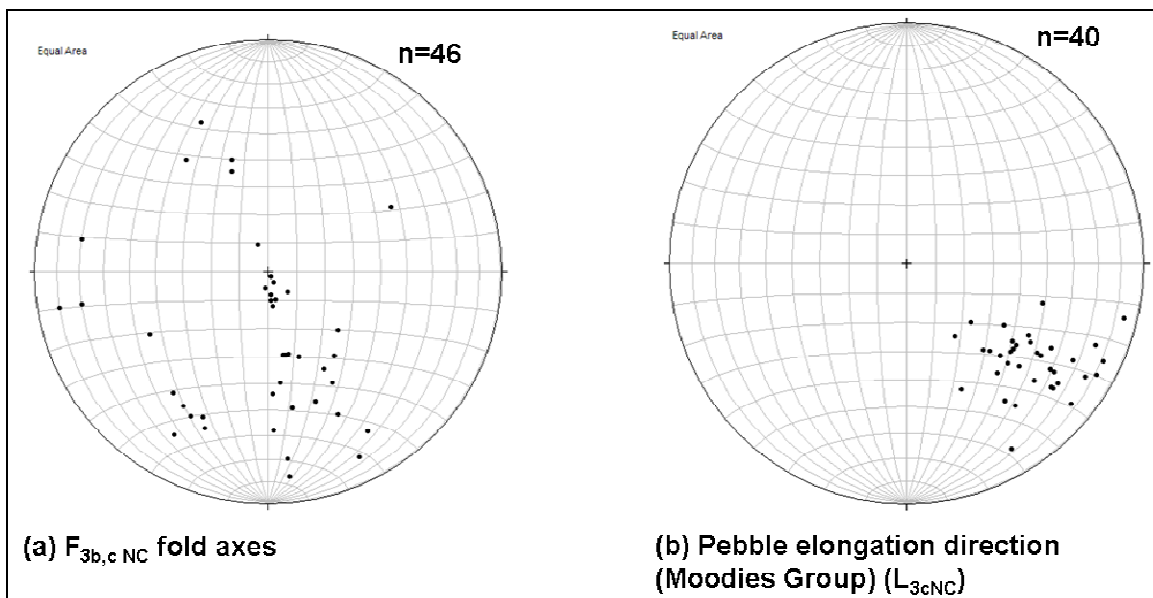 Equal Area
n=46
(a) F3b,c NC fold axes
Equal Area
n=40
(b) Pebble elongation direction
(Moodies Group) (L3cNC)